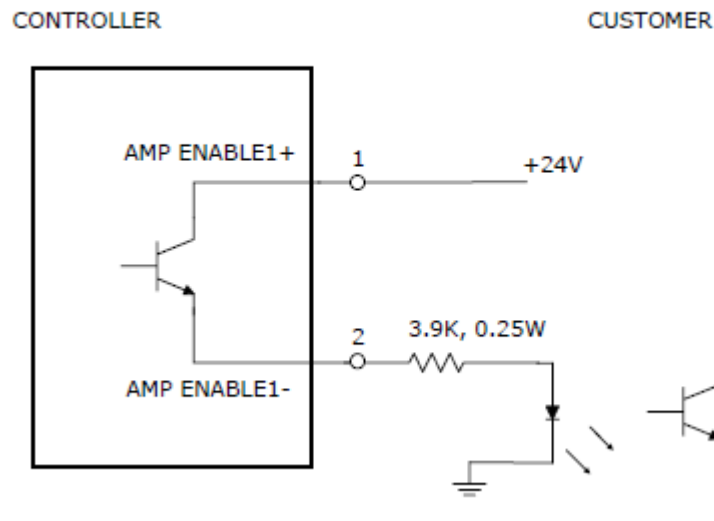 CONTROLLER
CUSTOMER
AMP ENABLE1+
1
+24V
2
3.9K, 0.25W
AMP ENABLE1-